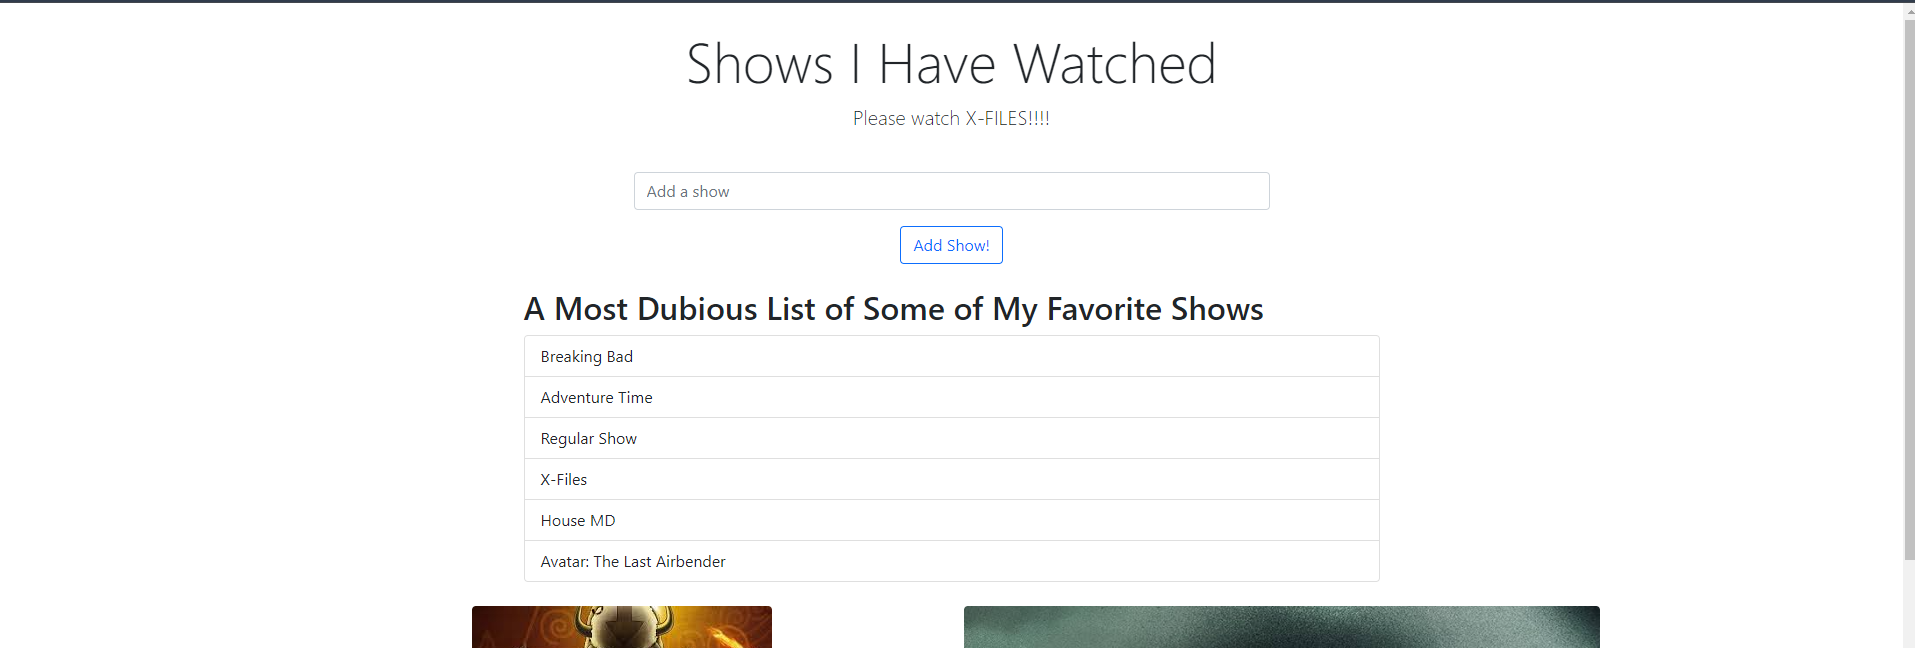 Shows I Have Watched
Please watch X-FILES!!!!
Add a show
Add Show!
A Most Dubious List of Some of My Favorite Shows
Breaking Bad
Adventure Time
Regular Show
X-Files
House MD
Avatar: The Last Airbender